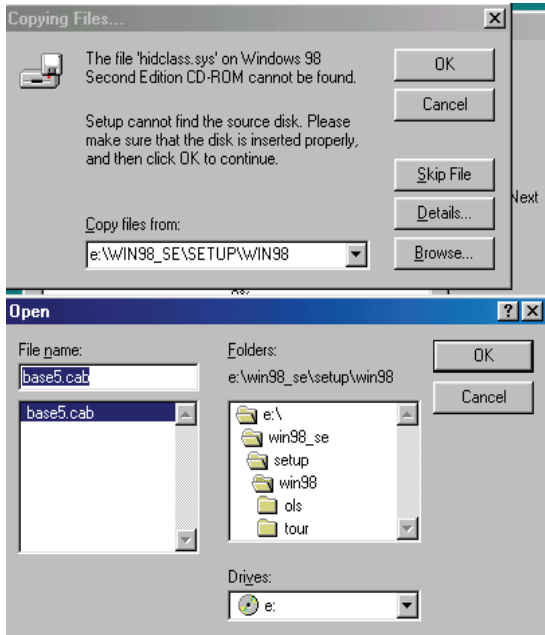 Copying Files...
The file 'hidclass.sys' on Windows 98
Second Edition CD-ROM cannot be found.
Setup cannot find the source disk. Please
make sure that the disk is inserted properly,
and then click OK to continue.
Copy files from:
e:\WIN98_SE\SETUP\WIN98
OK
Cancel
Skip File
Details...
Browse...
Next
Open
File name:
base5.cab
base5.cab
Folders:
e:\win98_se\setup\win98
e:\
win98_se
setup
win98
ols
tour
Drives:
e:
OK
Cancel